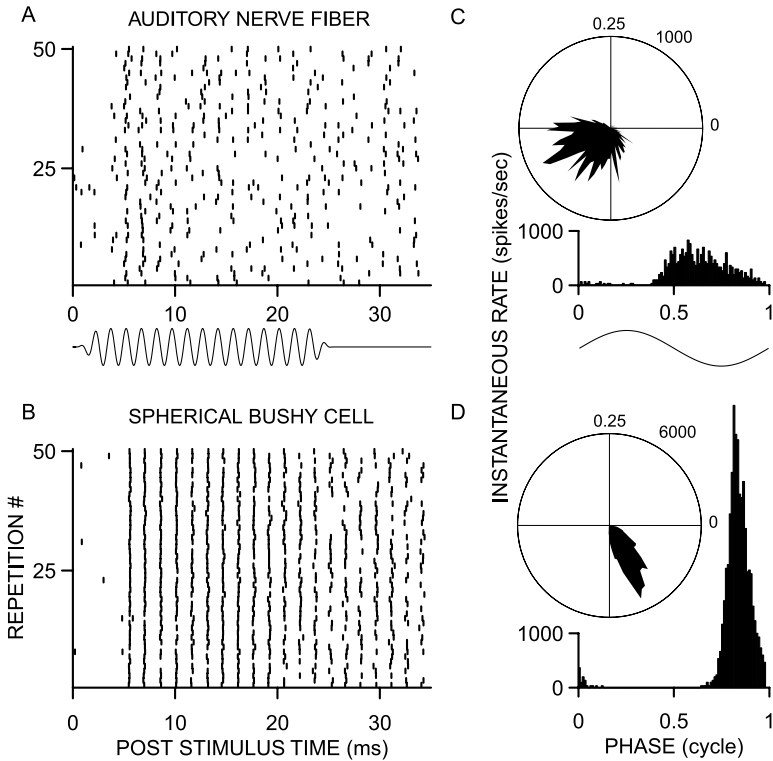 A
AUDITORY NERVE FIBER
50
25
0 10 20 30
B
SPHERICAL BUSHY CELL
50
25
0 10 20 30
POST STIMULUS TIME (ms)
REPETITION #
C
0.25
1000
0
1000
0
0 0.5 1
INSTANTANEOUS RATE (spikes/sec)
D
0.25
6000
0
1000
0
0 0.5 1
PHASE (cycle)